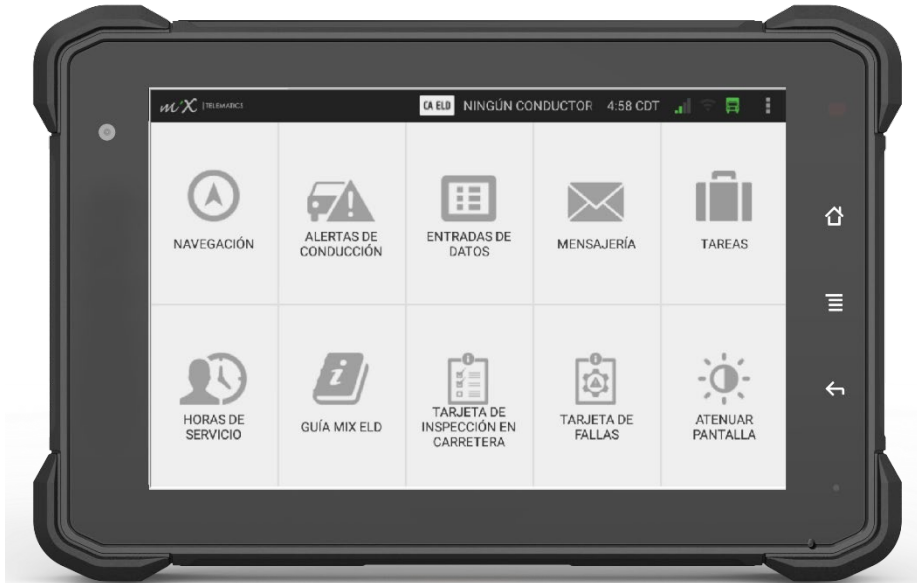 MiX | TELEMATICS
CA ELD NINGÚN CONDUCTOR 4:58 CDT
NAVEGACIÓN
ALERTAS DE
CONDUCCIÓN
ENTRADAS DE
DATOS
MENSAJERÍA
TAREAS
HORAS DE
SERVICIO
GUÍA MIX ELD
TARJETA DE
INSPECCIÓN EN
CARRETERA
TARJETA DE
FALLAS
ATENUAR
PANTALLA